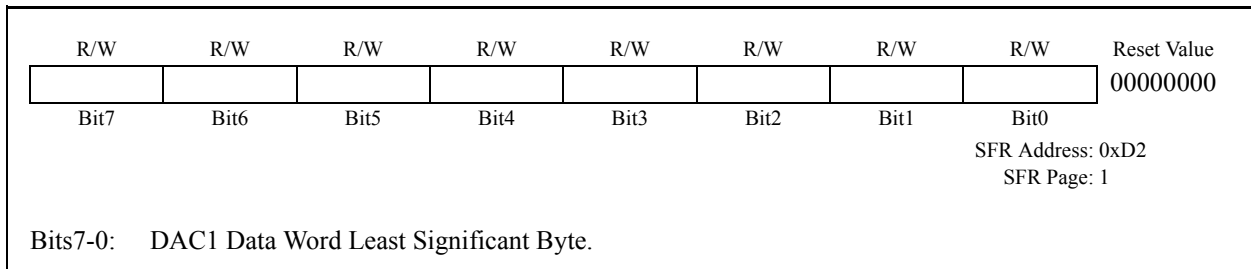 R/W R/W R/W R/W R/W R/W R/W R/W Reset Value
00000000
Bit7 Bit6 Bit5 Bit4 Bit3 Bit2 Bit1 Bit0
SFR Address: 0xD2
SFR Page: 1
Bits7-0: DAC1 Data Word Least Significant Byte.